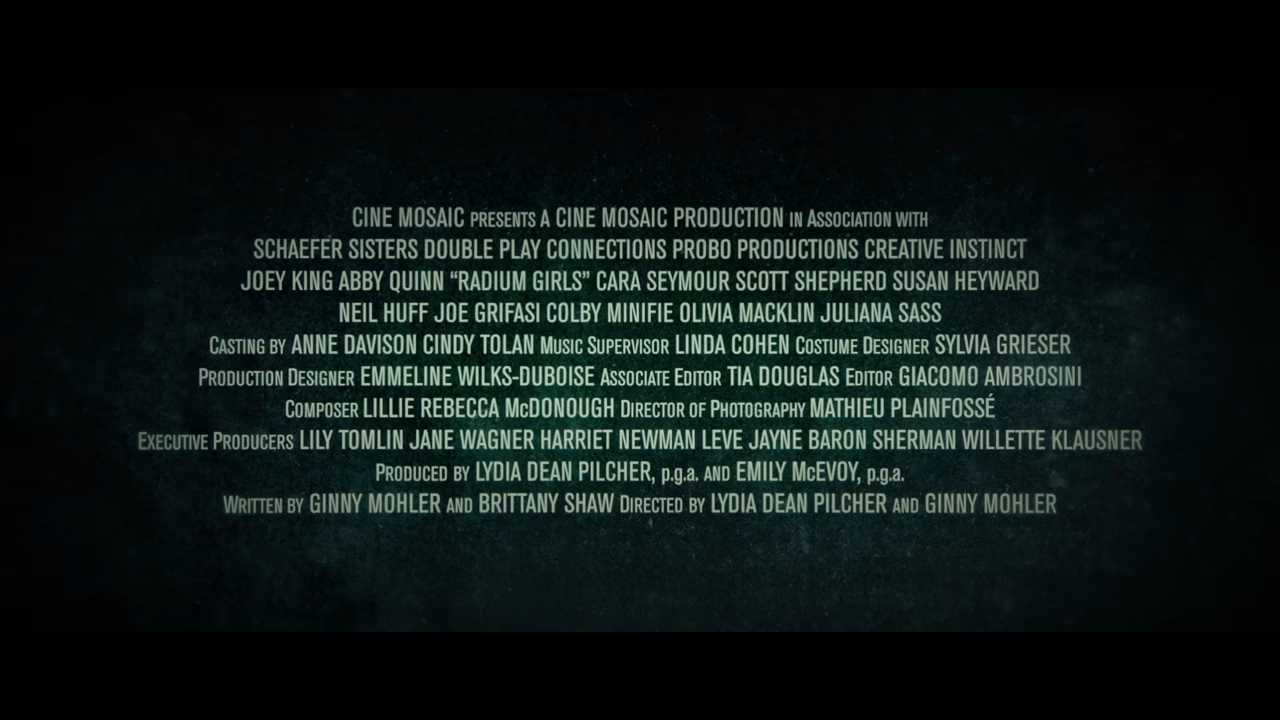 CINE MOSAIC PRESENTS A CINE MOSAIC PRODUCTION IN ASSOCIATION WITH
SCHAEFER SISTERS DOUBLE PLAY CONNECTIONS PROBO PRODUCTIONS CREATIVE INSTINCT
JOEY KING ABBY QUINN “RADIUM GIRLS” CARA SEYMOUR SCOTT SHEPHERD SUSAN HEYWARD
NEIL HUFF JOE GRIFASI COLBY MINIFIE OLIVIA MACKLIN JULIANA SASS
CASTING BY ANNE DAVISON CINDY TOLAN MUSIC SUPERVISOR LINDA COHEN COSTUME DESIGNER SYLVIA GRIESER
PRODUCTION DESIGNER EMMELINE WILKS-DUBOISE ASSOCIATE EDITOR TIA DOUGLAS EDITOR GIACOMO AMBROSINI
COMPOSER LILLIE REBECCA McDONOUGH DIRECTOR OF PHOTOGRAPHY MATHIEU PLAINFOSSÉ
EXECUTIVE PRODUCERS LILY TOMLIN JANE WAGNER HARRIET NEWMAN LEVE JAYNE BARON SHERMAN WILLETTE KLAUSNER
PRODUCED BY LYDIA DEAN PILCHER, p.g.a. AND EMILY McEVOY, p.g.a.
WRITTEN BY GINNY MOHLER AND BRITTANY SHAW DIRECTED BY LYDIA DEAN PILCHER AND GINNY MOHLER